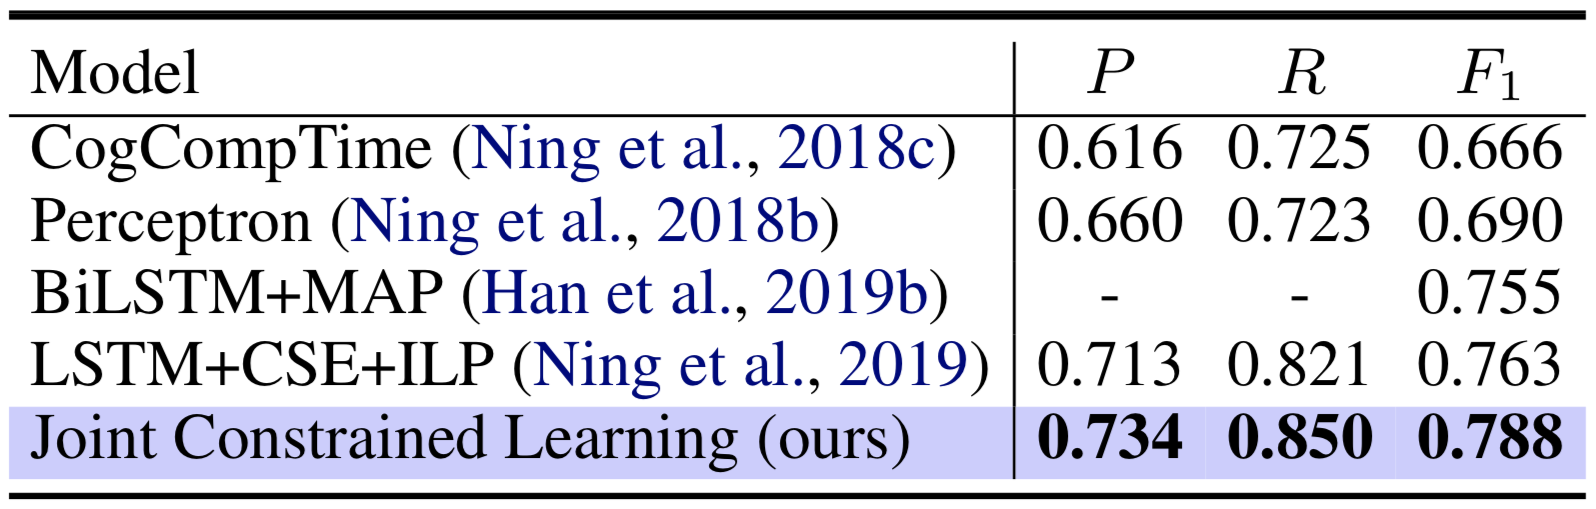 Model P R F1
CogCompTime (Ning et al., 2018c) 0.616 0.725 0.666
Perceptron (Ning et al., 2018b) 0.660 0.723 0.690
BiLSTM+MAP (Han et al., 2019b) - - 0.755
LSTM+CSE+ILP (Ning et al., 2019) 0.713 0.821 0.763
Joint Constrained Learning (ours) 0.734 0.850 0.788